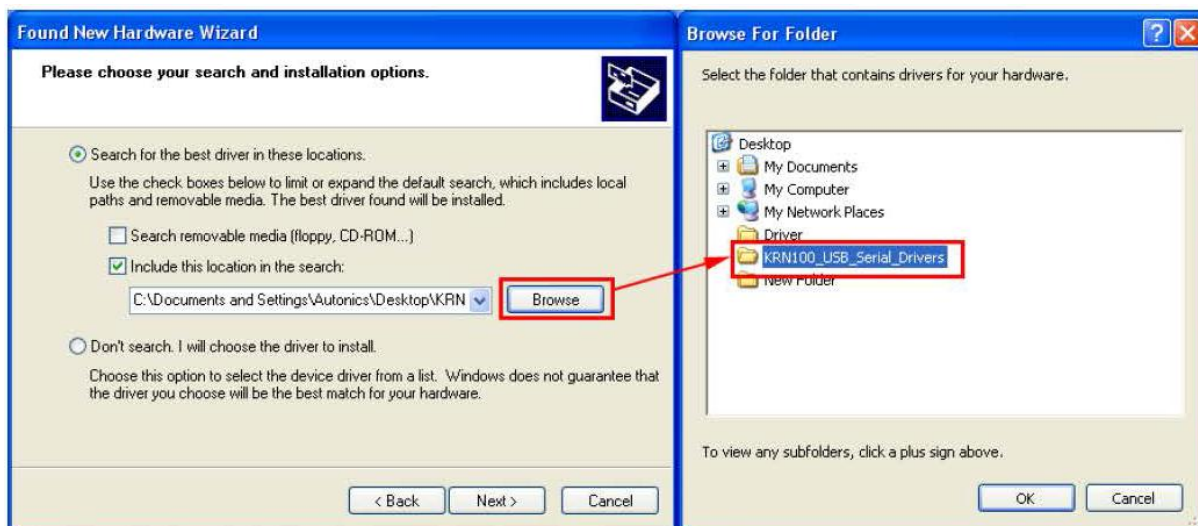 Found New Hardware Wizard
Please choose your search and installation options.
Search for the best driver in these locations.
Use the check boxes below to limit or expand the default search, which includes local
paths and removable media. The best driver found will be installed.
Search removable media (floppy, CD-ROM...)
Include this location in the search:
C:\Documents and Settings\Autonics\Desktop\KRN
Browse
Don't search. I will choose the driver to install.
Choose this option to select the device driver from a list. Windows does not guarantee that
the driver you choose will be the best match for your hardware.
< Back
Next >
Cancel
Browse For Folder
Select the folder that contains drivers for your hardware.
Desktop
My Documents
My Computer
My Network Places
Driver
KRN100_USB_Serial_Drivers
New Folder
To view any subfolders, click a plus sign above.
OK
Cancel